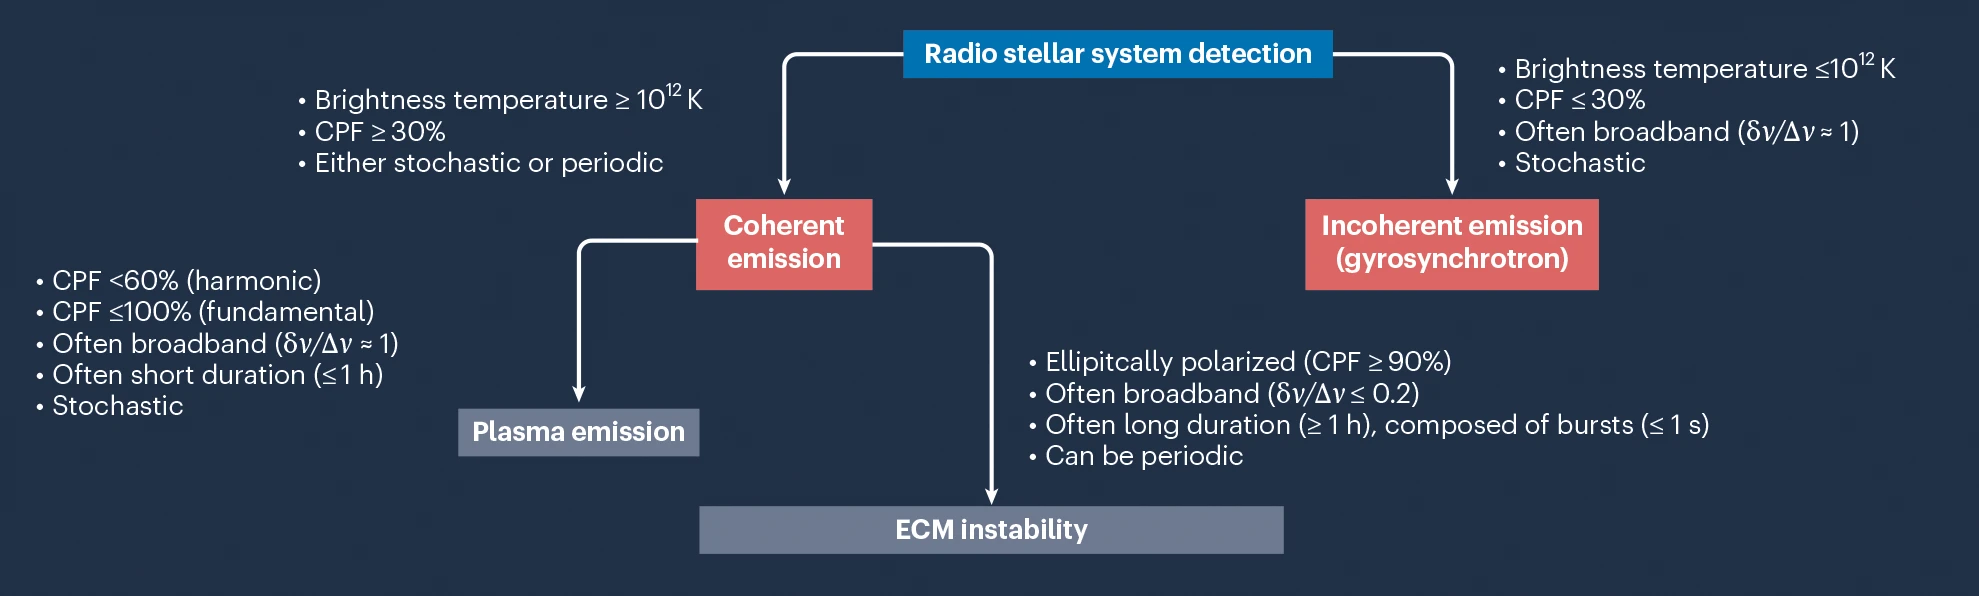 Radio stellar system detection
• Brightness temperature ≥ 10¹² K
• CPF ≥ 30%
• Either stochastic or periodic
• Brightness temperature ≤10¹² K
• CPF ≤ 30%
• Often broadband (δν/Δν ≈ 1)
• Stochastic
Coherent
emission
Incoherent emission
(gyrosynchrotron)
• CPF <60% (harmonic)
• CPF ≤100% (fundamental)
• Often broadband (δν/Δν ≈ 1)
• Often short duration (≤ 1 h)
• Stochastic
Plasma emission
• Ellipitcally polarized (CPF ≥ 90%)
• Often broadband (δν/Δν ≤ 0.2)
• Often long duration (≥ 1 h), composed of bursts (≤ 1 s)
• Can be periodic
ECM instability